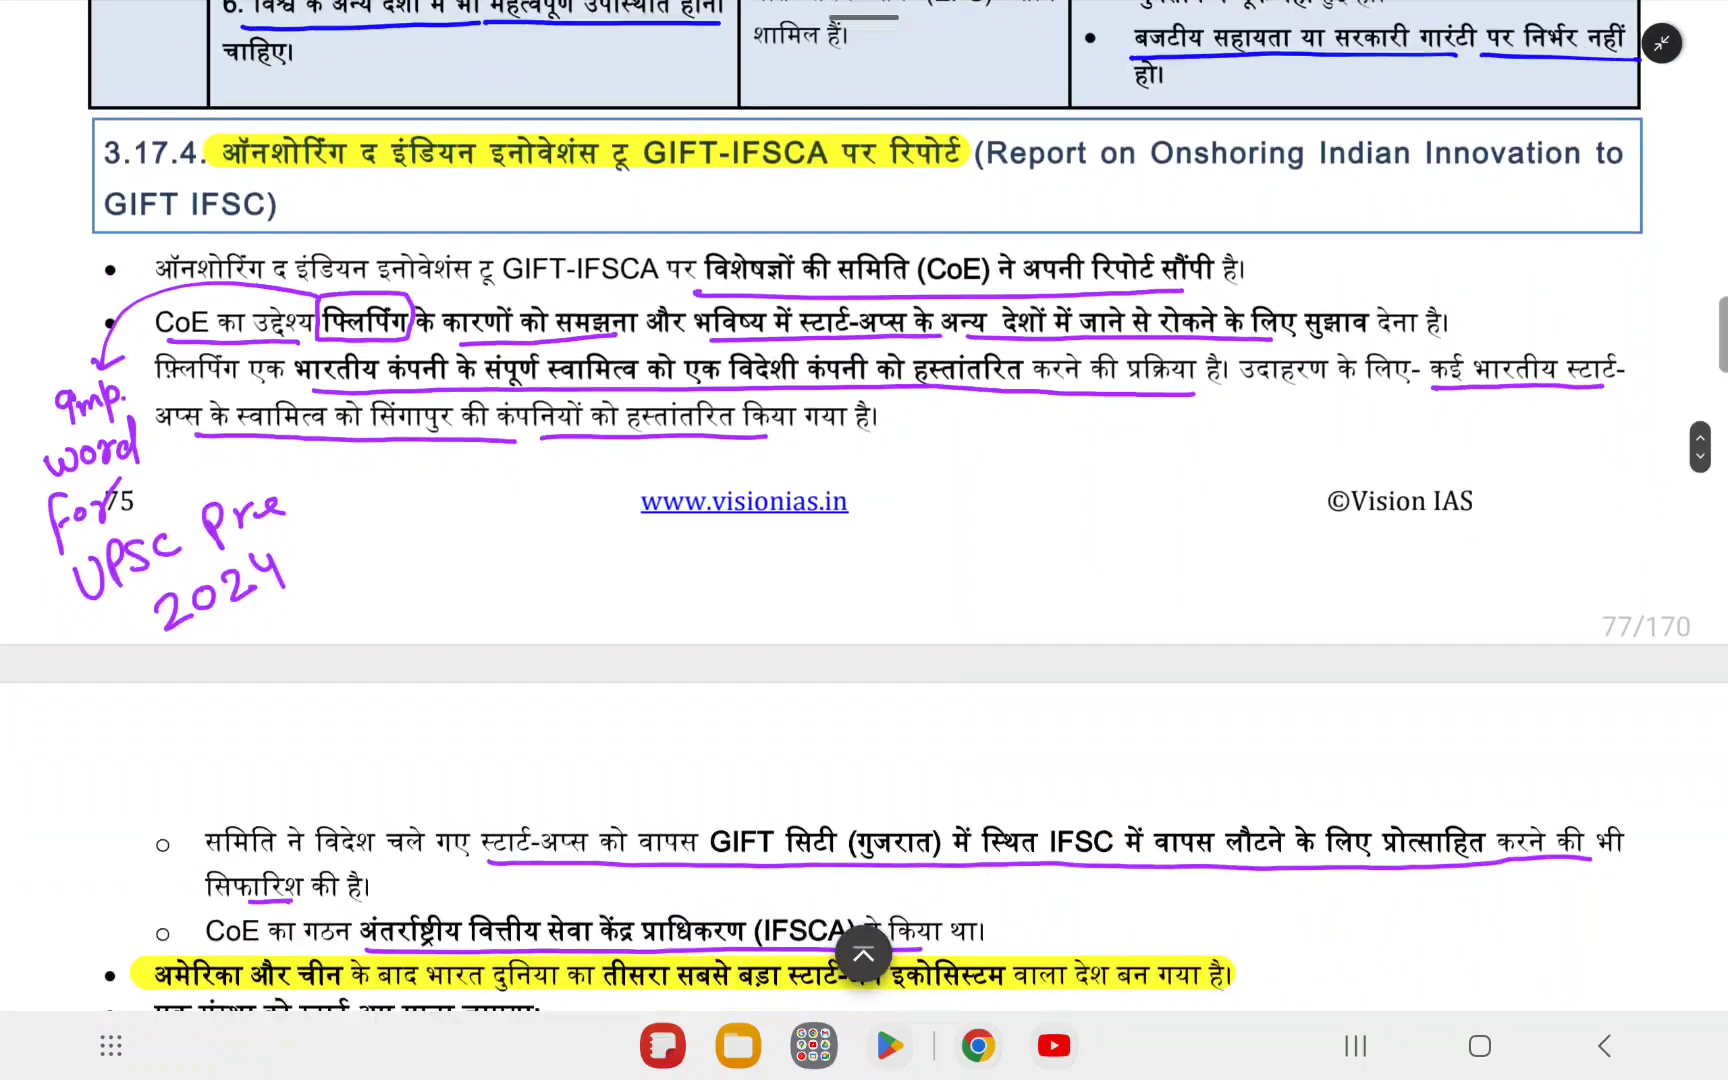 6. विश्व के अन्य देशों में भी महत्वपूर्ण उपस्थिति होनी
चाहिए।
शामिल हैं।
बजटीय सहायता या सरकारी गारंटी पर निर्भर नहीं
हो।
3.17.4. ऑनशोरिंग द इंडियन इनोवेशंस टू GIFT-IFSCA पर रिपोर्ट (Report on Onshoring Indian Innovation to
GIFT IFSC)
ऑनशोरिंग द इंडियन इनोवेशंस टू GIFT-IFSCA पर विशेषज्ञों की समिति (CoE) ने अपनी रिपोर्ट सौंपी है।
CoE का उद्देश्य फ्लिपिंग के कारणों को समझना और भविष्य में स्टार्ट-अप्स के अन्य देशों में जाने से रोकने के लिए सुझाव देना है।
फ़्लिपिंग एक भारतीय कंपनी के संपूर्ण स्वामित्व को एक विदेशी कंपनी को हस्तांतरित करने की प्रक्रिया है। उदाहरण के लिए- कई भारतीय स्टार्ट-
अप्स के स्वामित्व को सिंगापुर की कंपनियों को हस्तांतरित किया गया है।
Imp.
word
for
UPSC Pre
2024
75 www.visionias.in ©Vision IAS
77/170
समिति ने विदेश चले गए स्टार्ट-अप्स को वापस GIFT सिटी (गुजरात) में स्थित IFSC में वापस लौटने के लिए प्रोत्साहित करने की भी
सिफारिश की है।
CoE का गठन अंतर्राष्ट्रीय वित्तीय सेवा केंद्र प्राधिकरण (IFSCA) ने किया था।
अमेरिका और चीन के बाद भारत दुनिया का तीसरा सबसे बड़ा स्टार्ट- इकोसिस्टम वाला देश बन गया है।